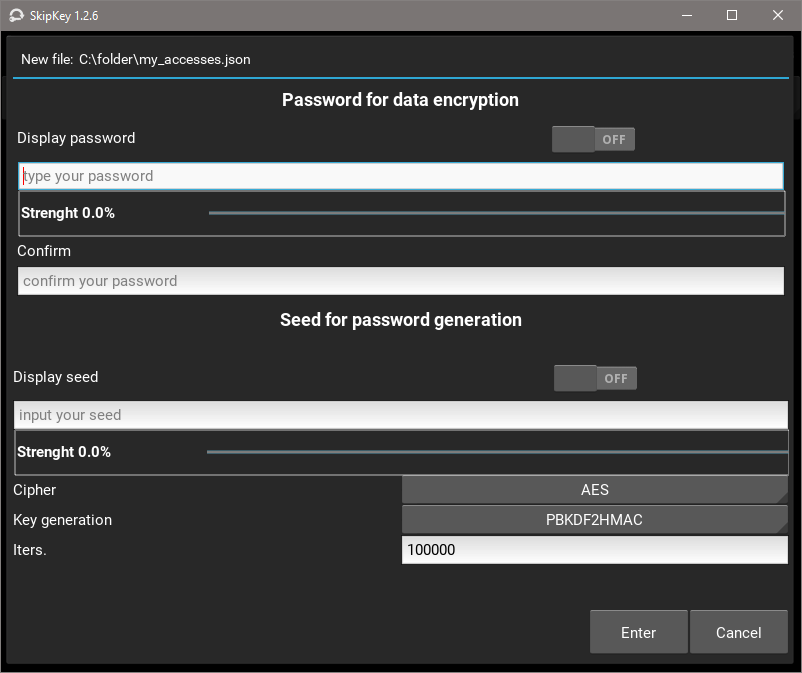 SkipKey 1.2.6
New file: C:\folder\my_accesses.json
Password for data encryption
Display password OFF
type your password
Strenght 0.0%
Confirm
confirm your password
Seed for password generation
Display seed OFF
input your seed
Strenght 0.0%
Cipher AES
Key generation PBKDF2HMAC
Iters. 100000
Enter Cancel